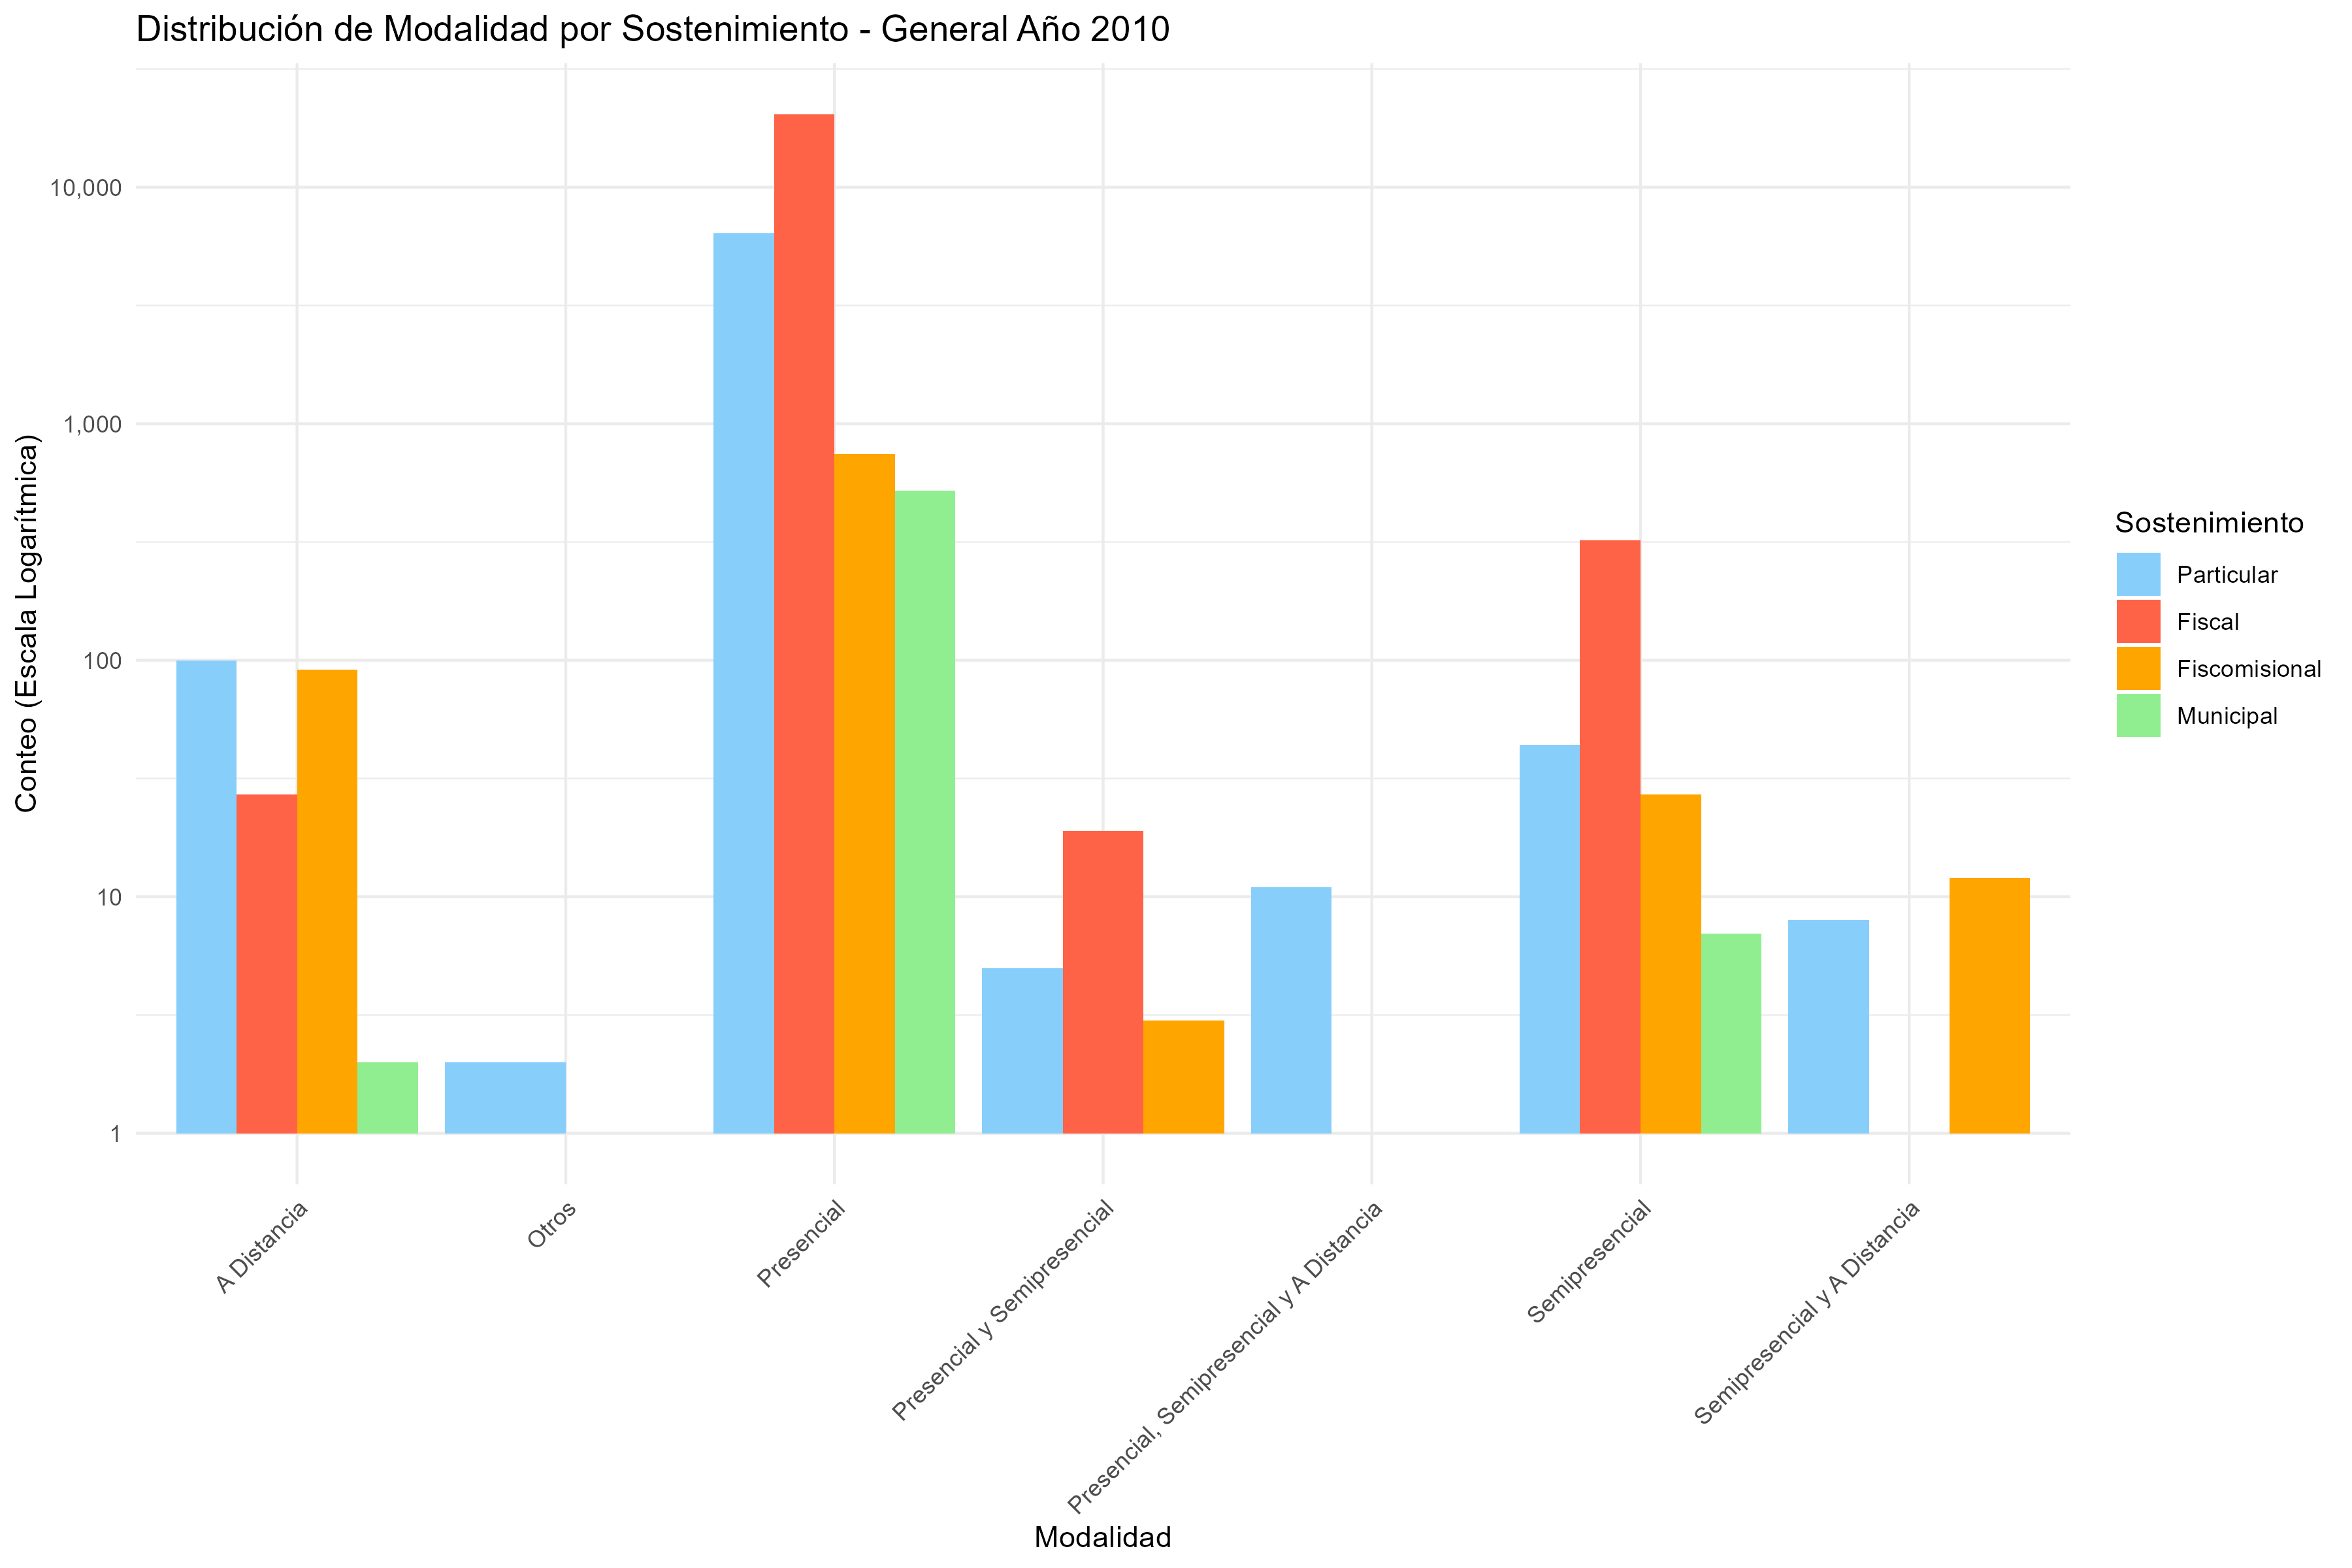 Distribución de Modalidad por Sostenimiento - General Año 2010
Conteo (Escala Logarítmica)
10,000
1,000
100
10
1
A Distancia
Otros
Presencial
Presencial y Semipresencial
Presencial, Semipresencial y A Distancia
Semipresencial
Semipresencial y A Distancia
Modalidad
Sostenimiento
Particular
Fiscal
Fiscomisional
Municipal